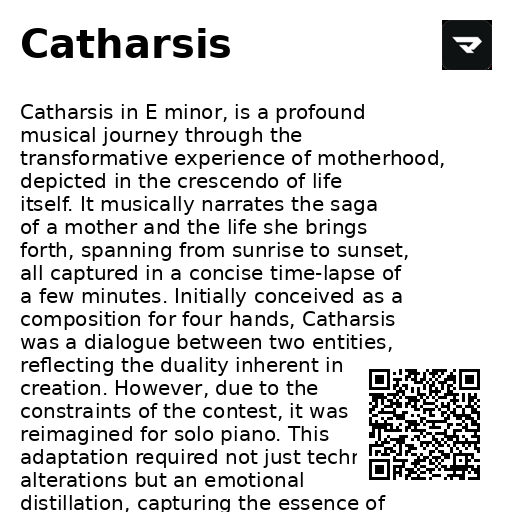 Catharsis
Catharsis in E minor, is a profound
musical journey through the
transformative experience of motherhood,
depicted in the crescendo of life
itself. It musically narrates the saga
of a mother and the life she brings
forth, spanning from sunrise to sunset,
all captured in a concise time-lapse of
a few minutes. Initially conceived as a
composition for four hands, Catharsis
was a dialogue between two entities,
reflecting the duality inherent in
creation. However, due to the
constraints of the contest, it was
reimagined for solo piano. This
adaptation required not just
alterations but an emotional
distillation, capturing the essence of